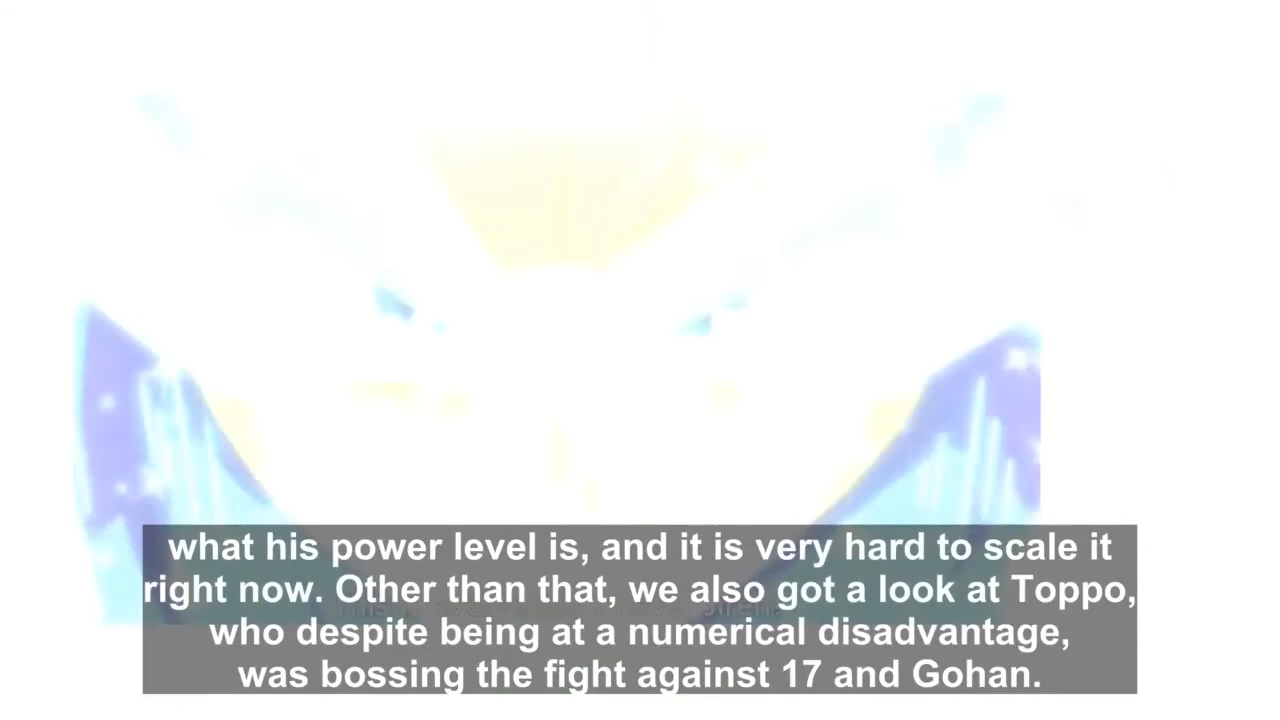 what his power level is, and it is very hard to scale it
right now. Other than that, we also got a look at Toppo,
who despite being at a numerical disadvantage,
was bossing the fight against 17 and Gohan.